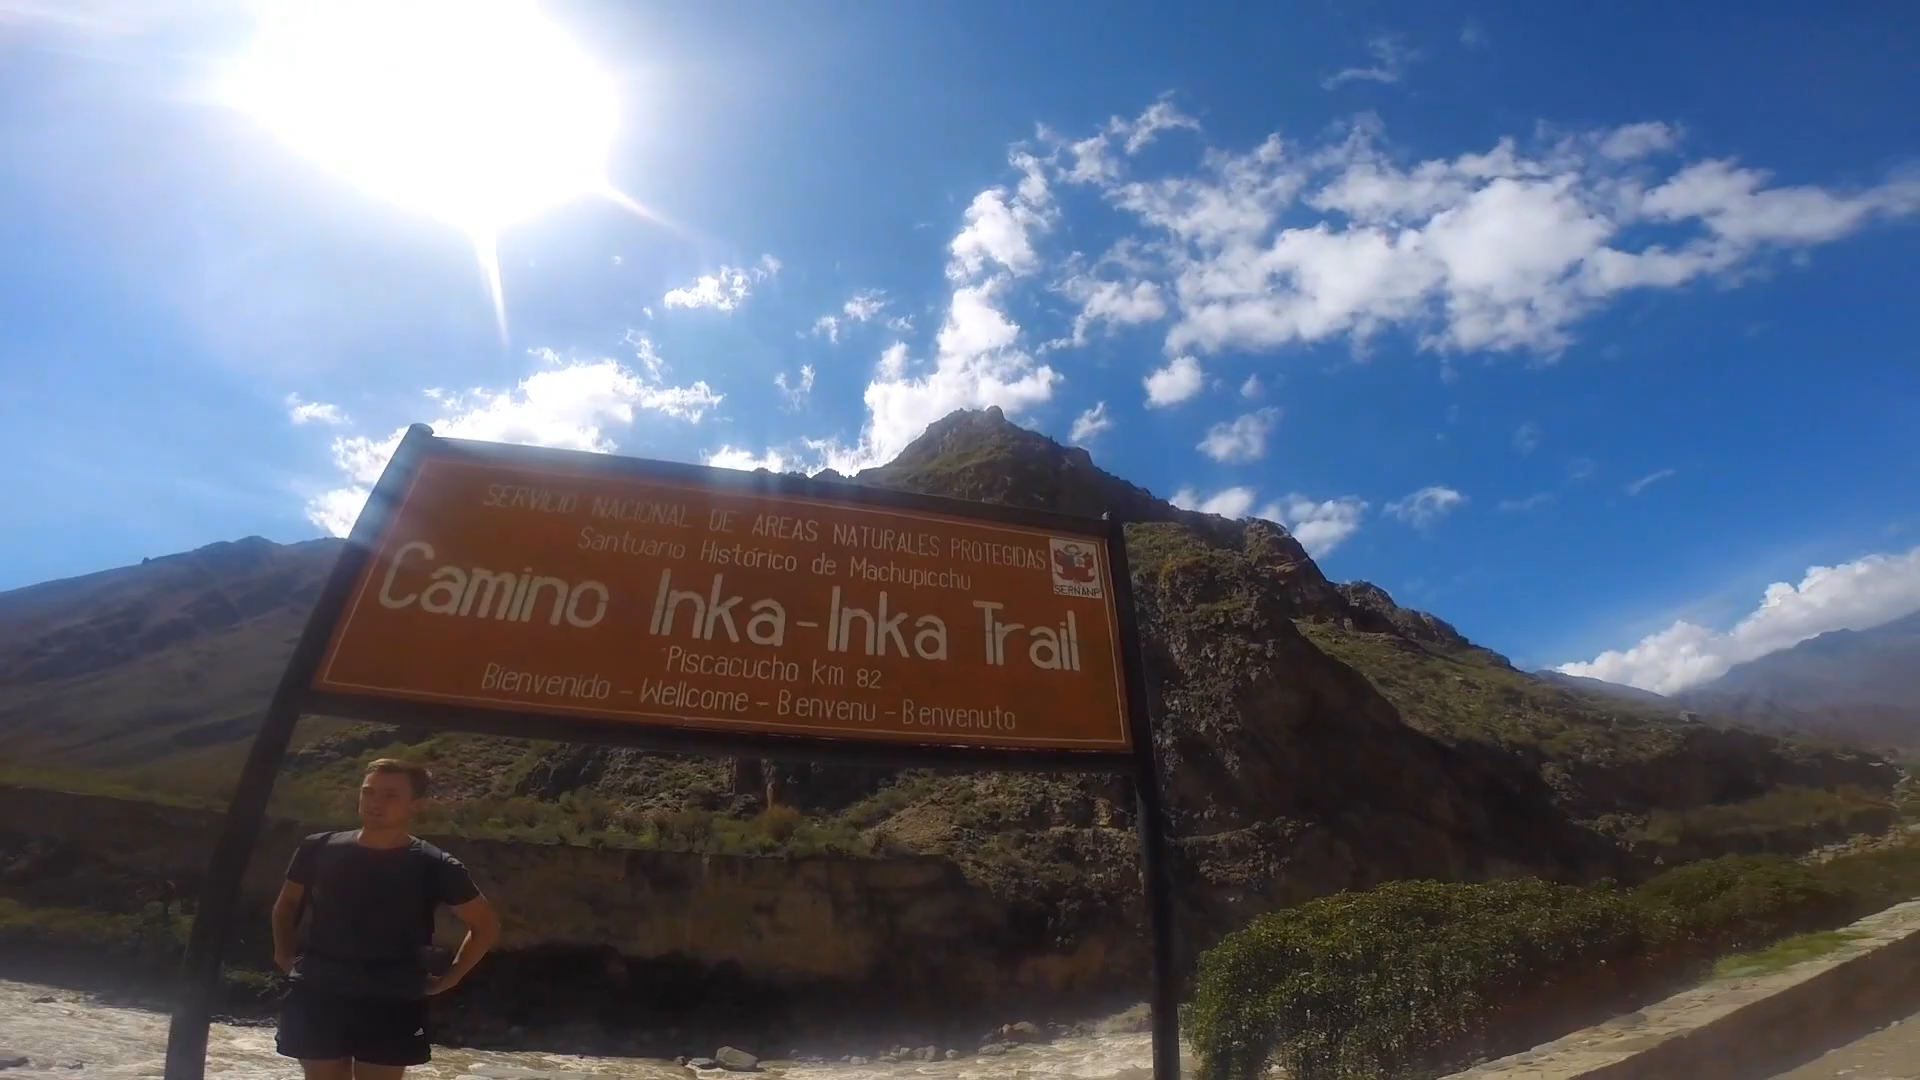 SERVICIO NACIONAL DE AREAS NATURALES PROTEGIDAS
Santuario Histórico de Machupicchu
SERNANP
Camino Inka-Inka Trail
Piscacucho Km 82
Bienvenido - Wellcome - Benvenu - Benvenuto